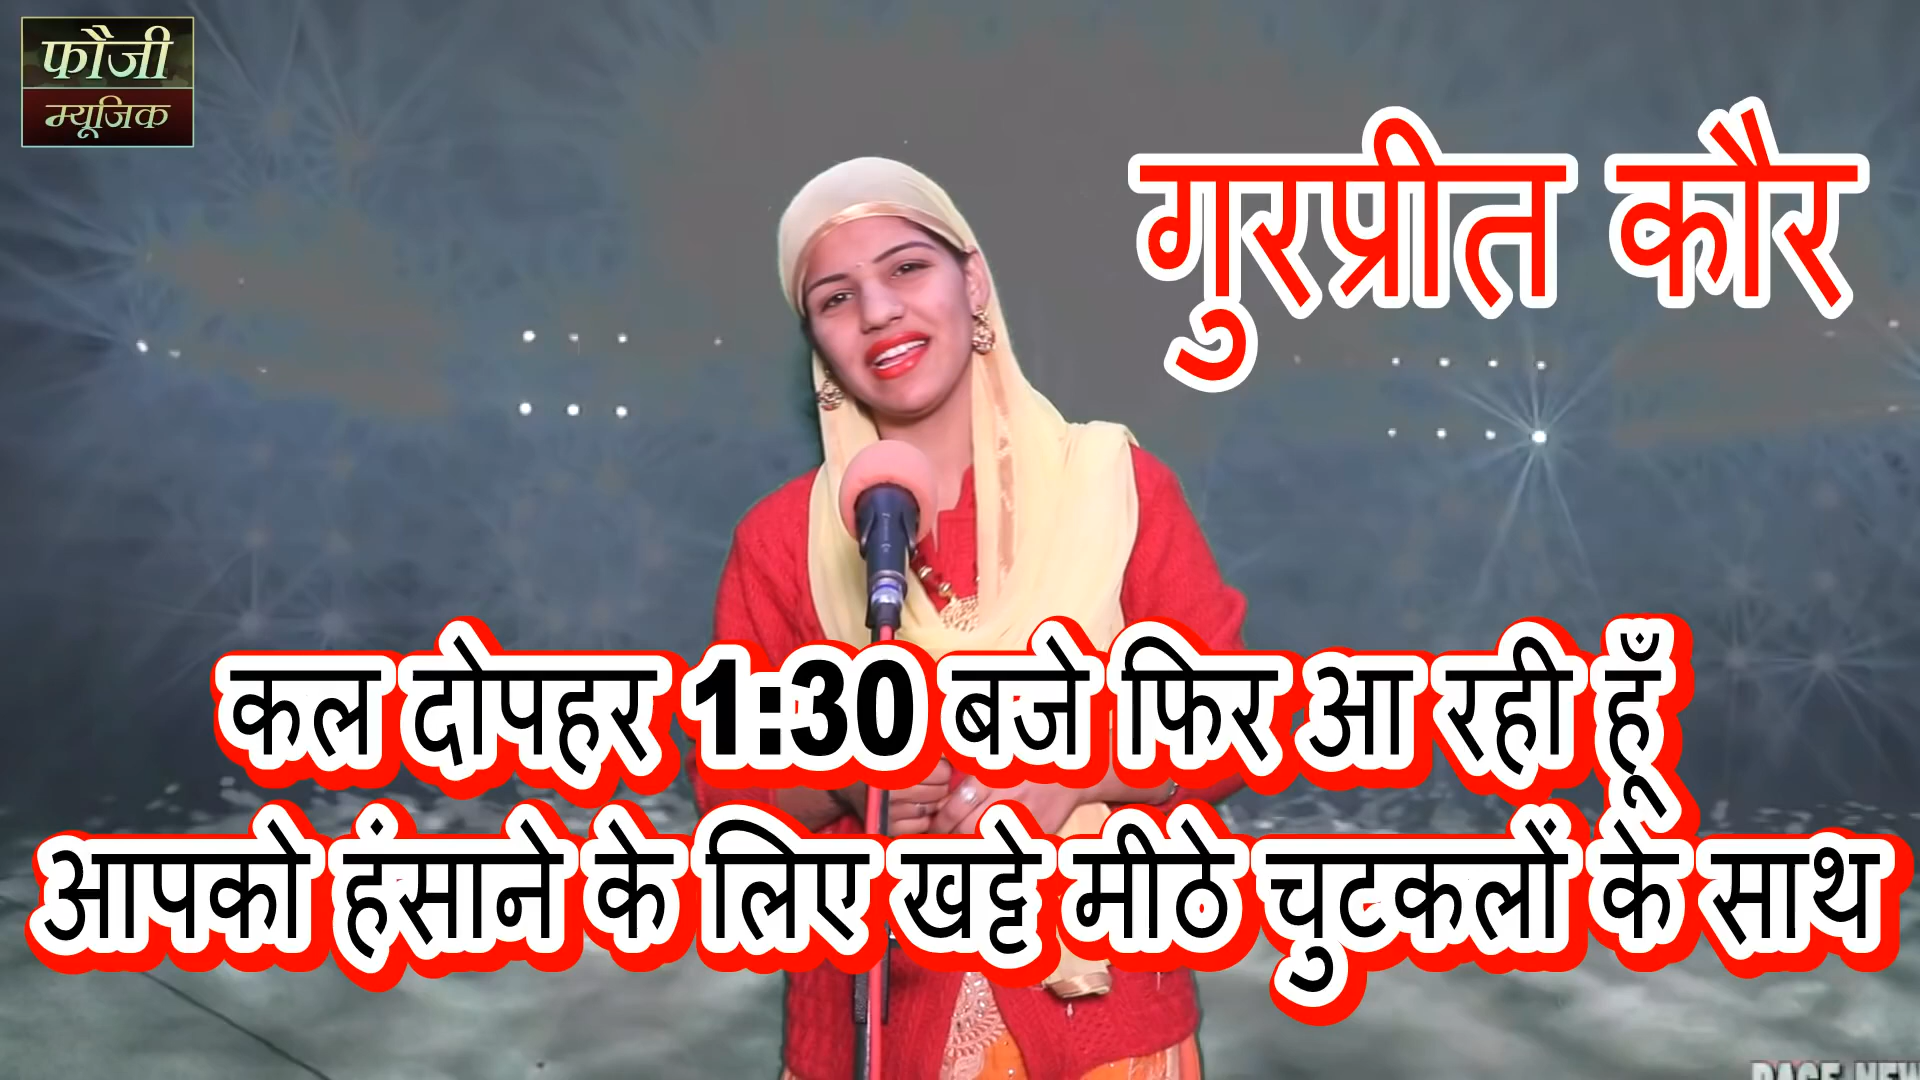 फौजी
म्यूजिक
गुरप्रीत कौर
कल दोपहर 1:30 बजे फिर आ रही हूँ
आपको हंसाने के लिए खट्टे मीठे चुटकलों के साथ